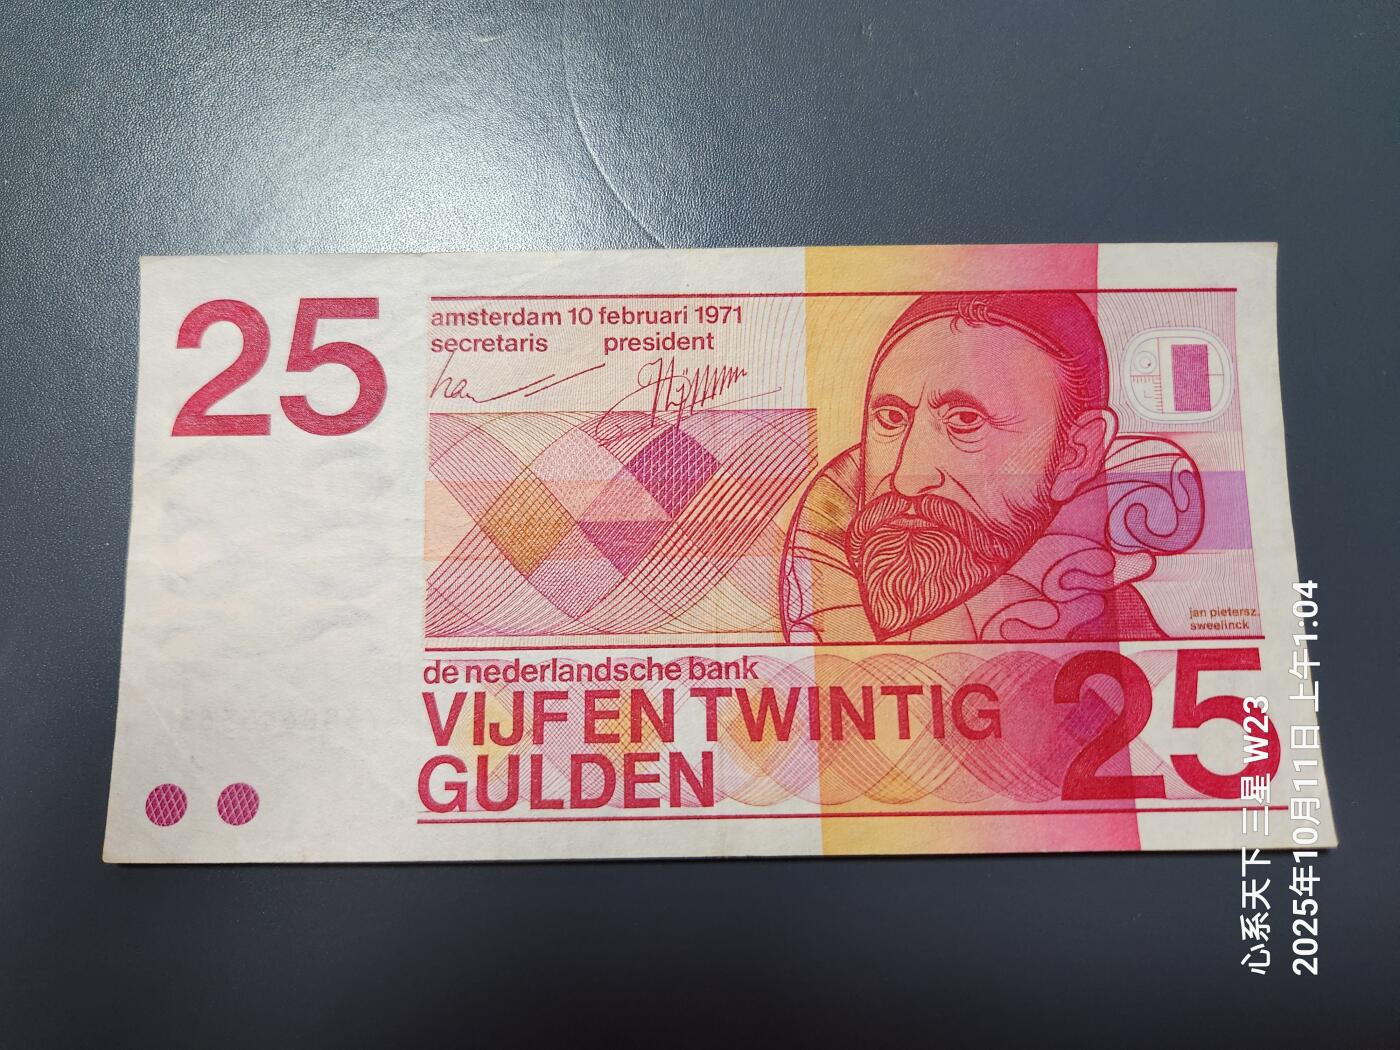 25
amsterdam 10 februari 1971
secretaris president
jan pietersz.
sweelinck
de nederlandsche bank
VIJF EN TWINTIG
GULDEN
25
心系天下三星 W23
2025年10月11日 上午1:04